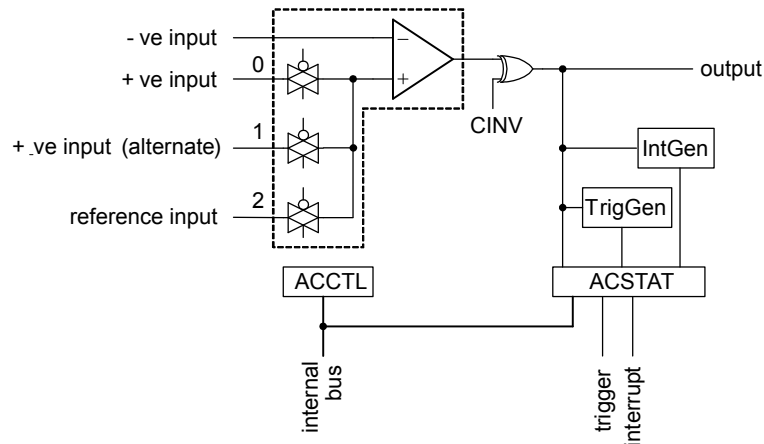 - ve input
−
0
+ ve input
+
output
CINV
1
+ ve input (alternate)
IntGen
2
reference input
TrigGen
ACCTL
ACSTAT
internal
bus
trigger
interrupt